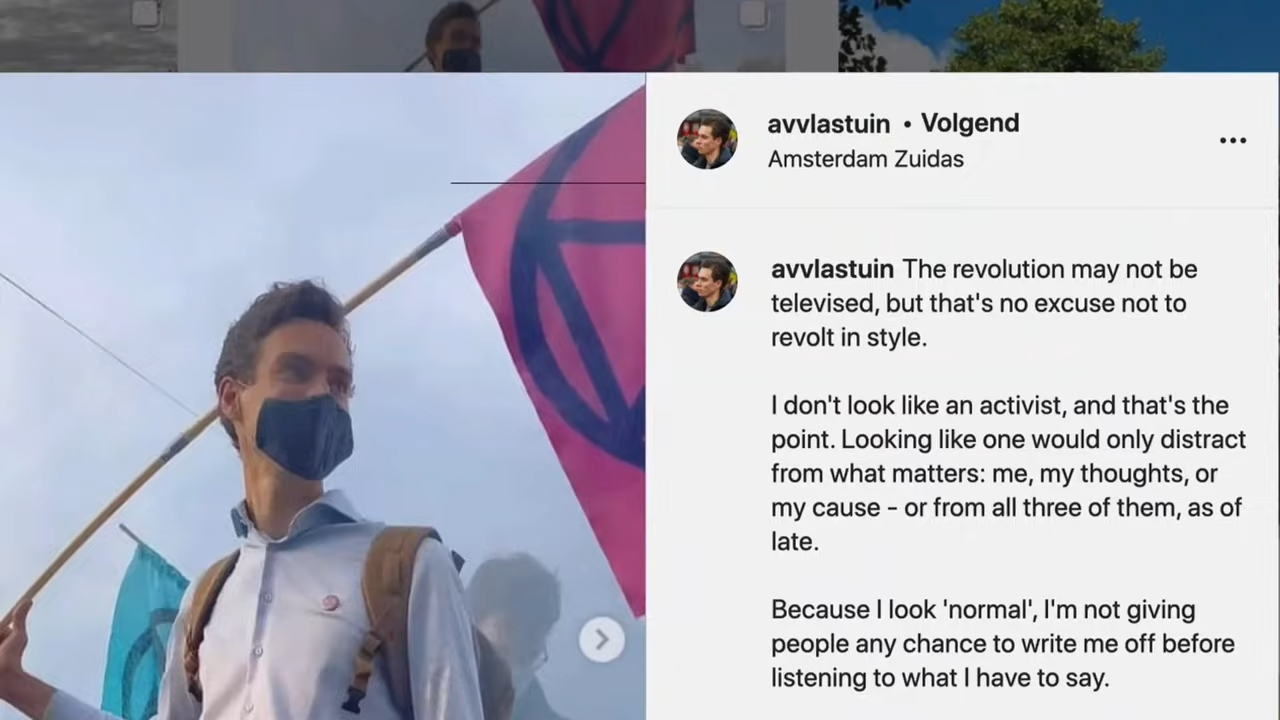 avvlastuin • Volgend
Amsterdam Zuidas
avvlastuin The revolution may not be
televised, but that's no excuse not to
revolt in style.
I don't look like an activist, and that's the
point. Looking like one would only distract
from what matters: me, my thoughts, or
my cause - or from all three of them, as of
late.
Because I look 'normal', I'm not giving
people any chance to write me off before
listening to what I have to say.